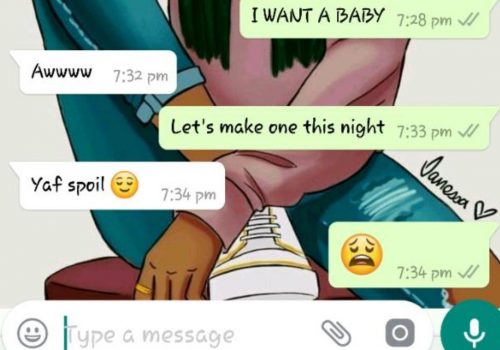 I WANT A BABY 7:28 pm
Awwww 7:32 pm
Let's make one this night 7:33 pm
Yaf spoil 😌 7:34 pm
Vanessa
😩 7:34 pm
Type a message